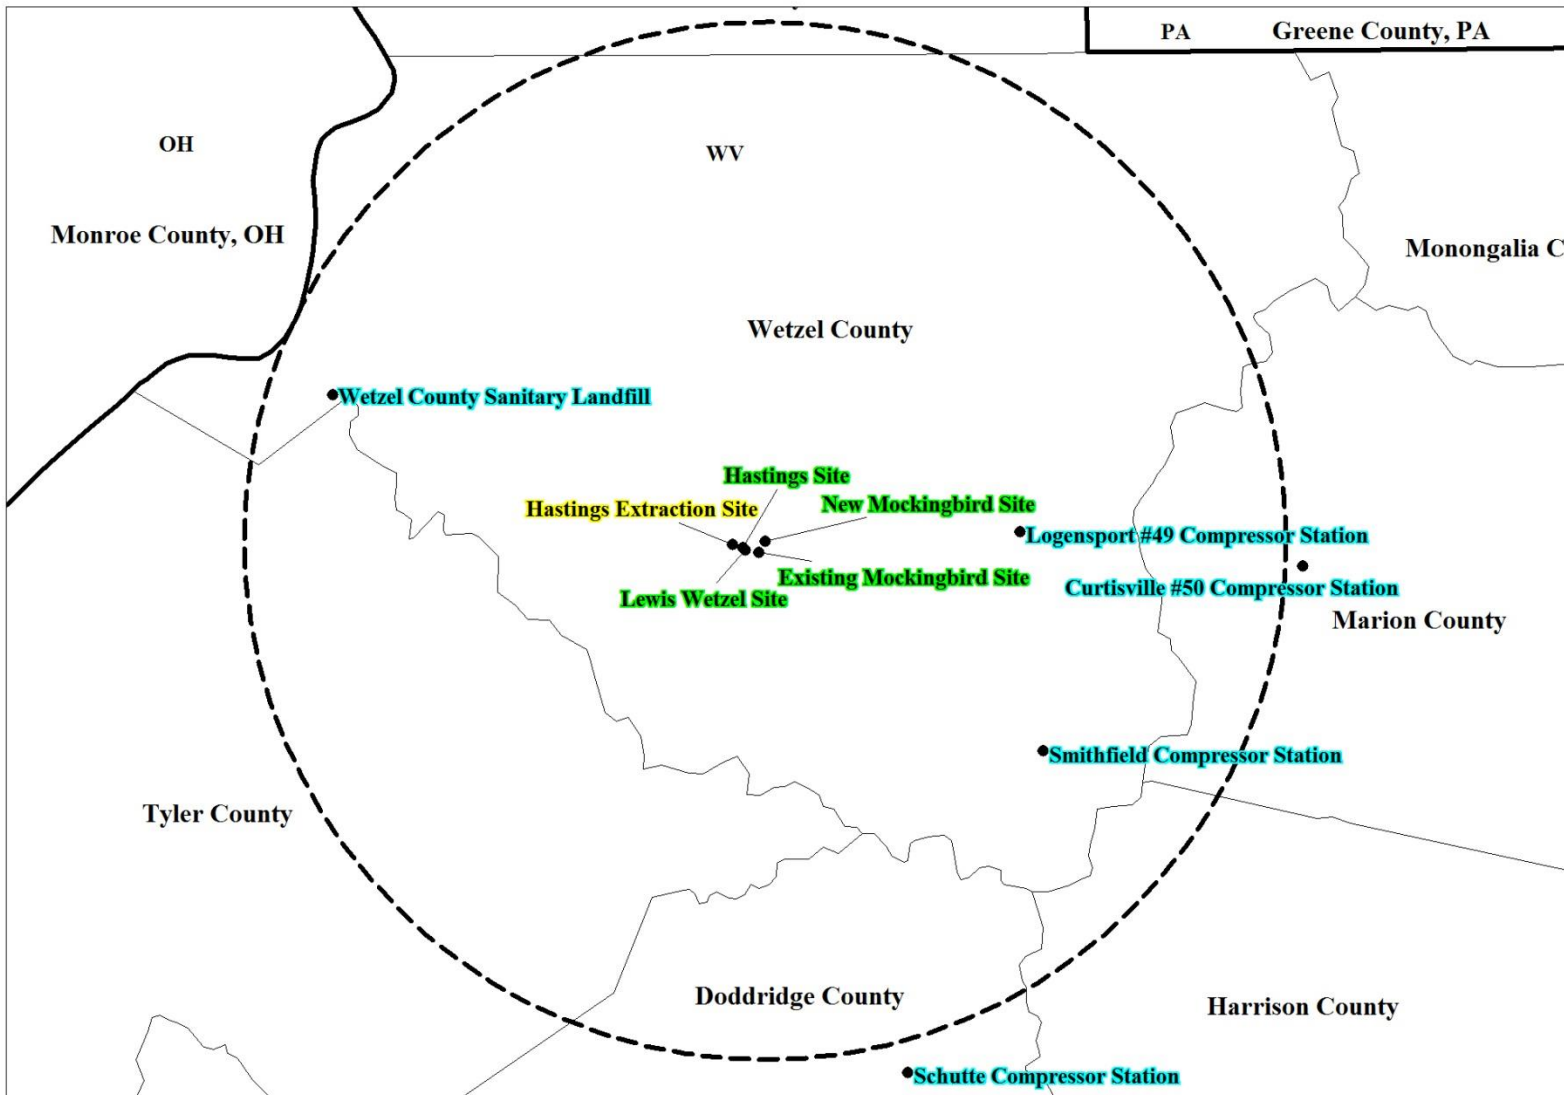 PA
Greene County, PA
OH
WV
Monroe County, OH
Monongalia C
Wetzel County
Wetzel County Sanitary Landfill
Hastings Site
Hastings Extraction Site
New Mockingbird Site
Logensport #49 Compressor Station
Existing Mockingbird Site
Curtisville #50 Compressor Station
Lewis Wetzel Site
Marion County
Smithfield Compressor Station
Tyler County
Doddridge County
Harrison County
Schutte Compressor Station